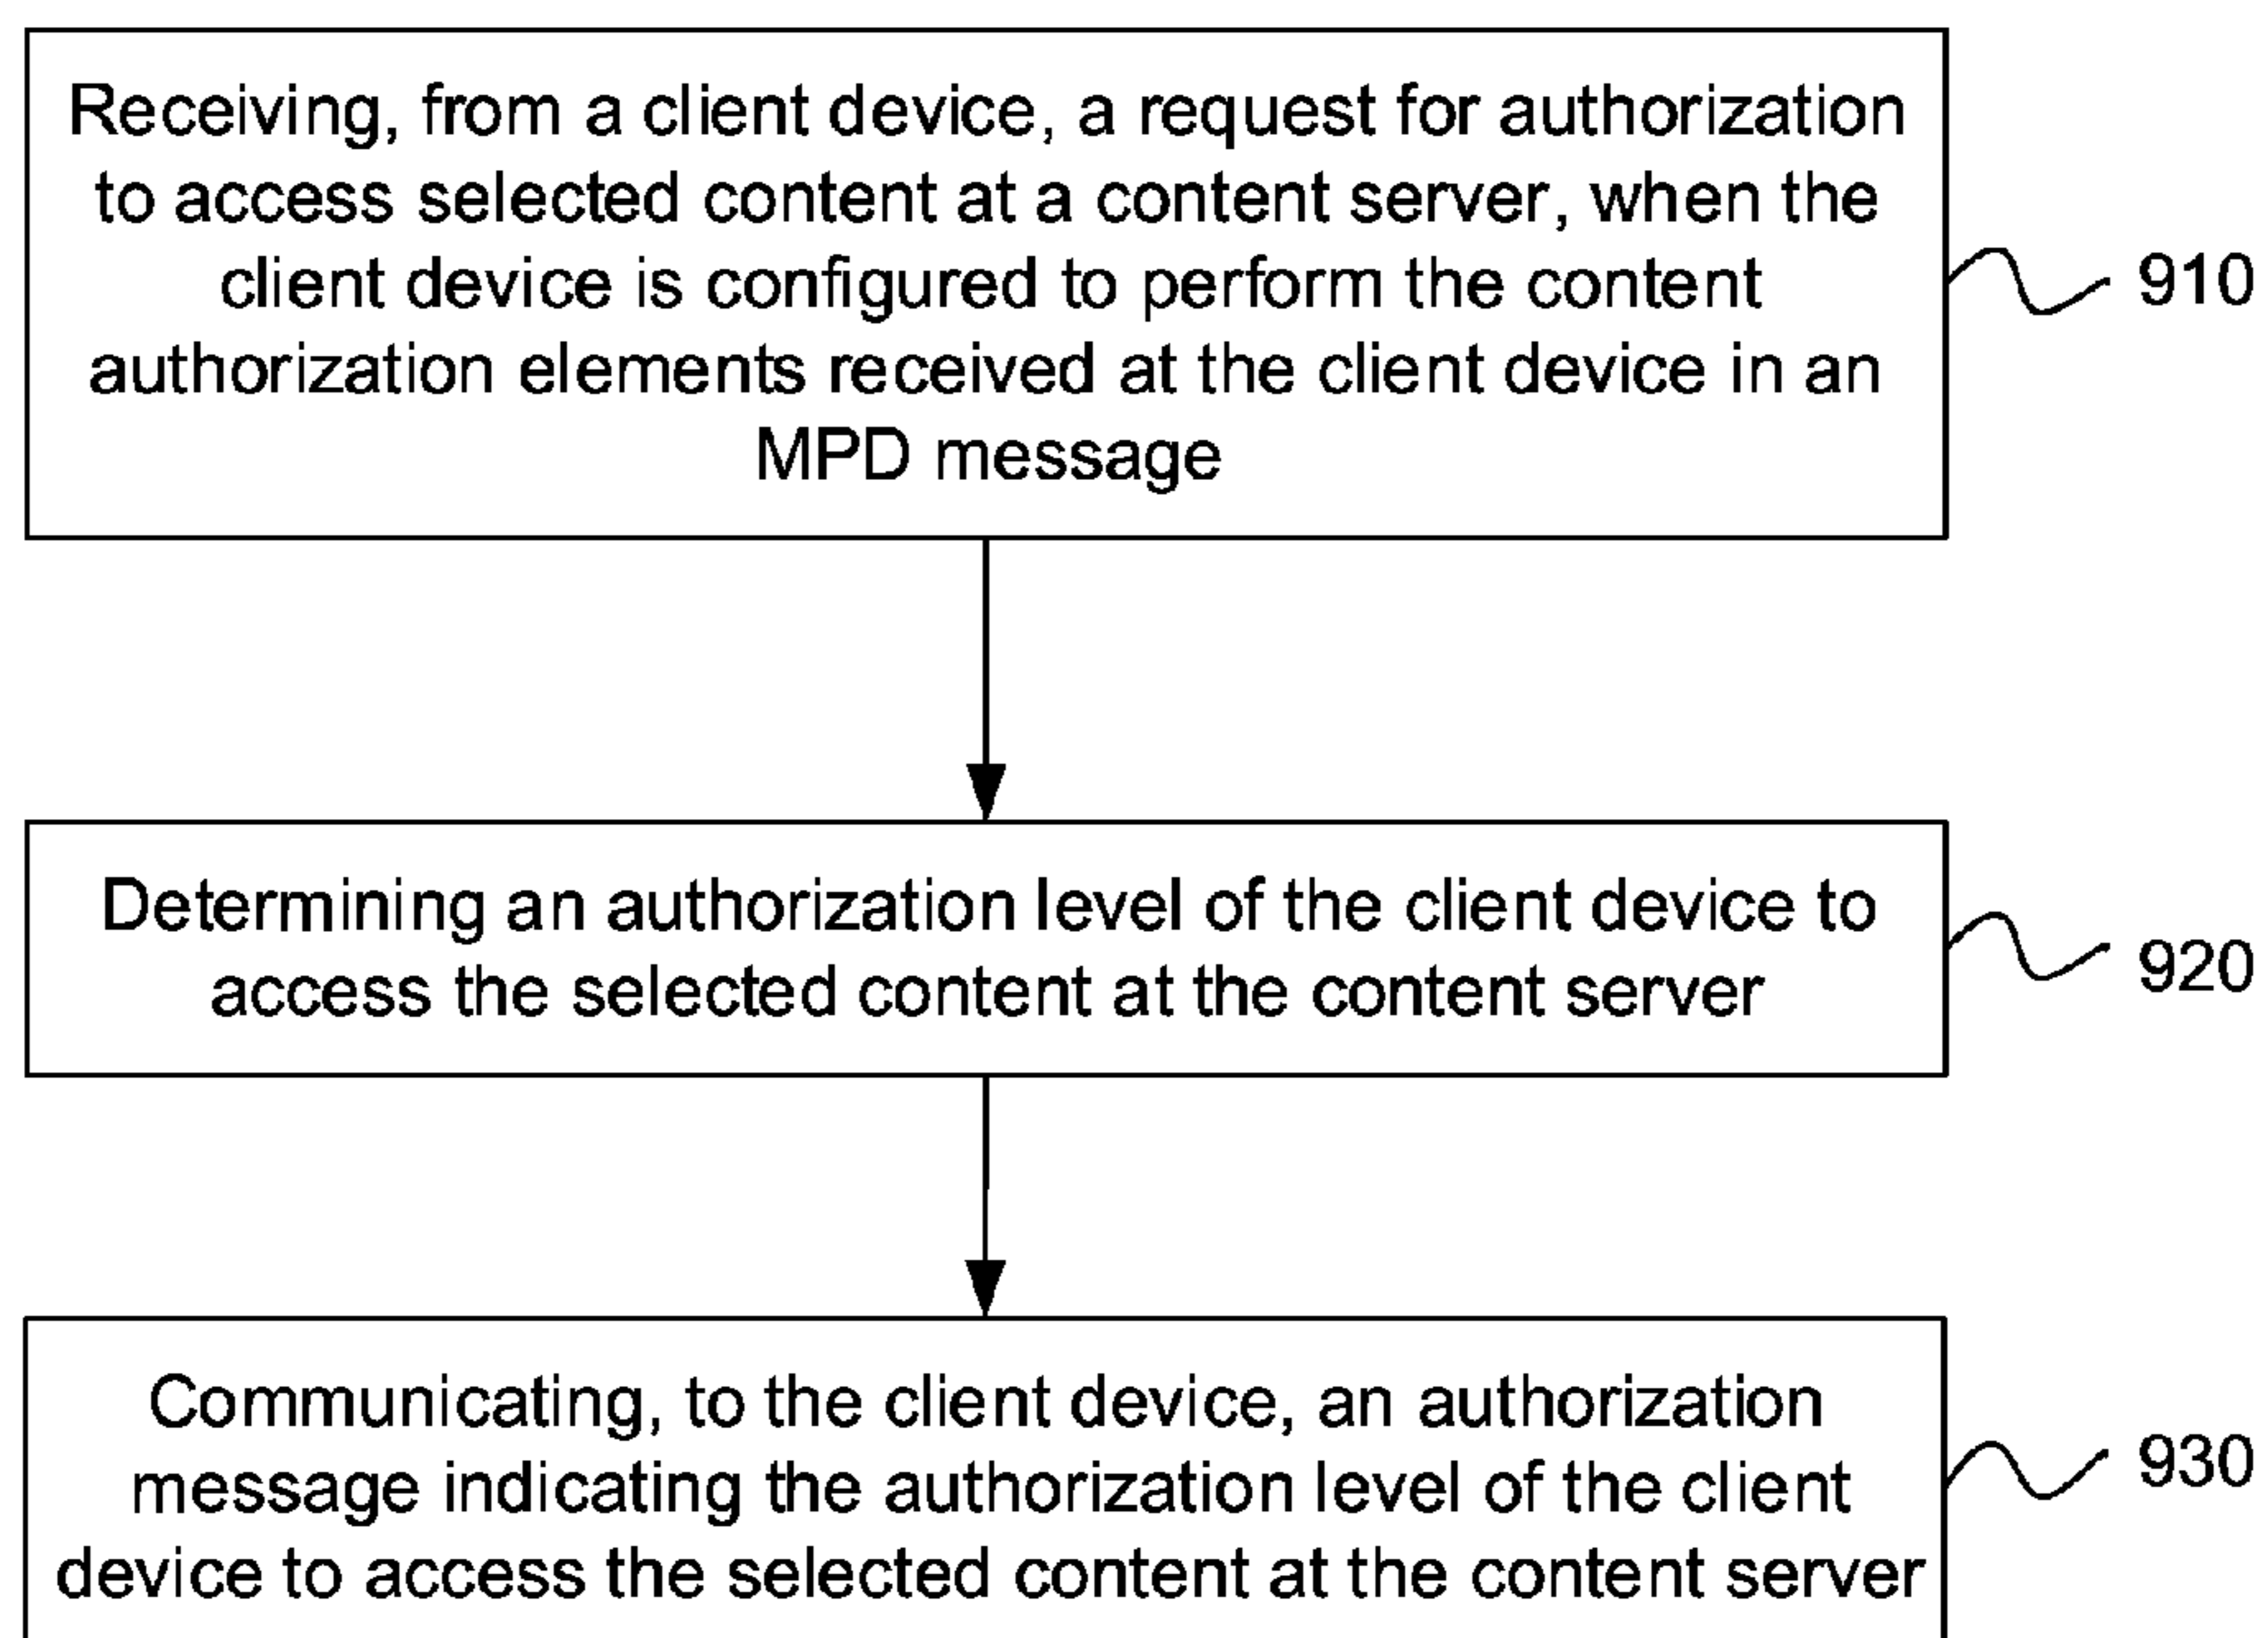 Receiving, from a client device, a request for authorization
to access selected content at a content server, when the
client device is configured to perform the content
authorization elements received at the client device in an
MPD message
910
Determining an authorization level of the client device to
access the selected content at the content server
920
Communicating, to the client device, an authorization
message indicating the authorization level of the client
device to access the selected content at the content server
930